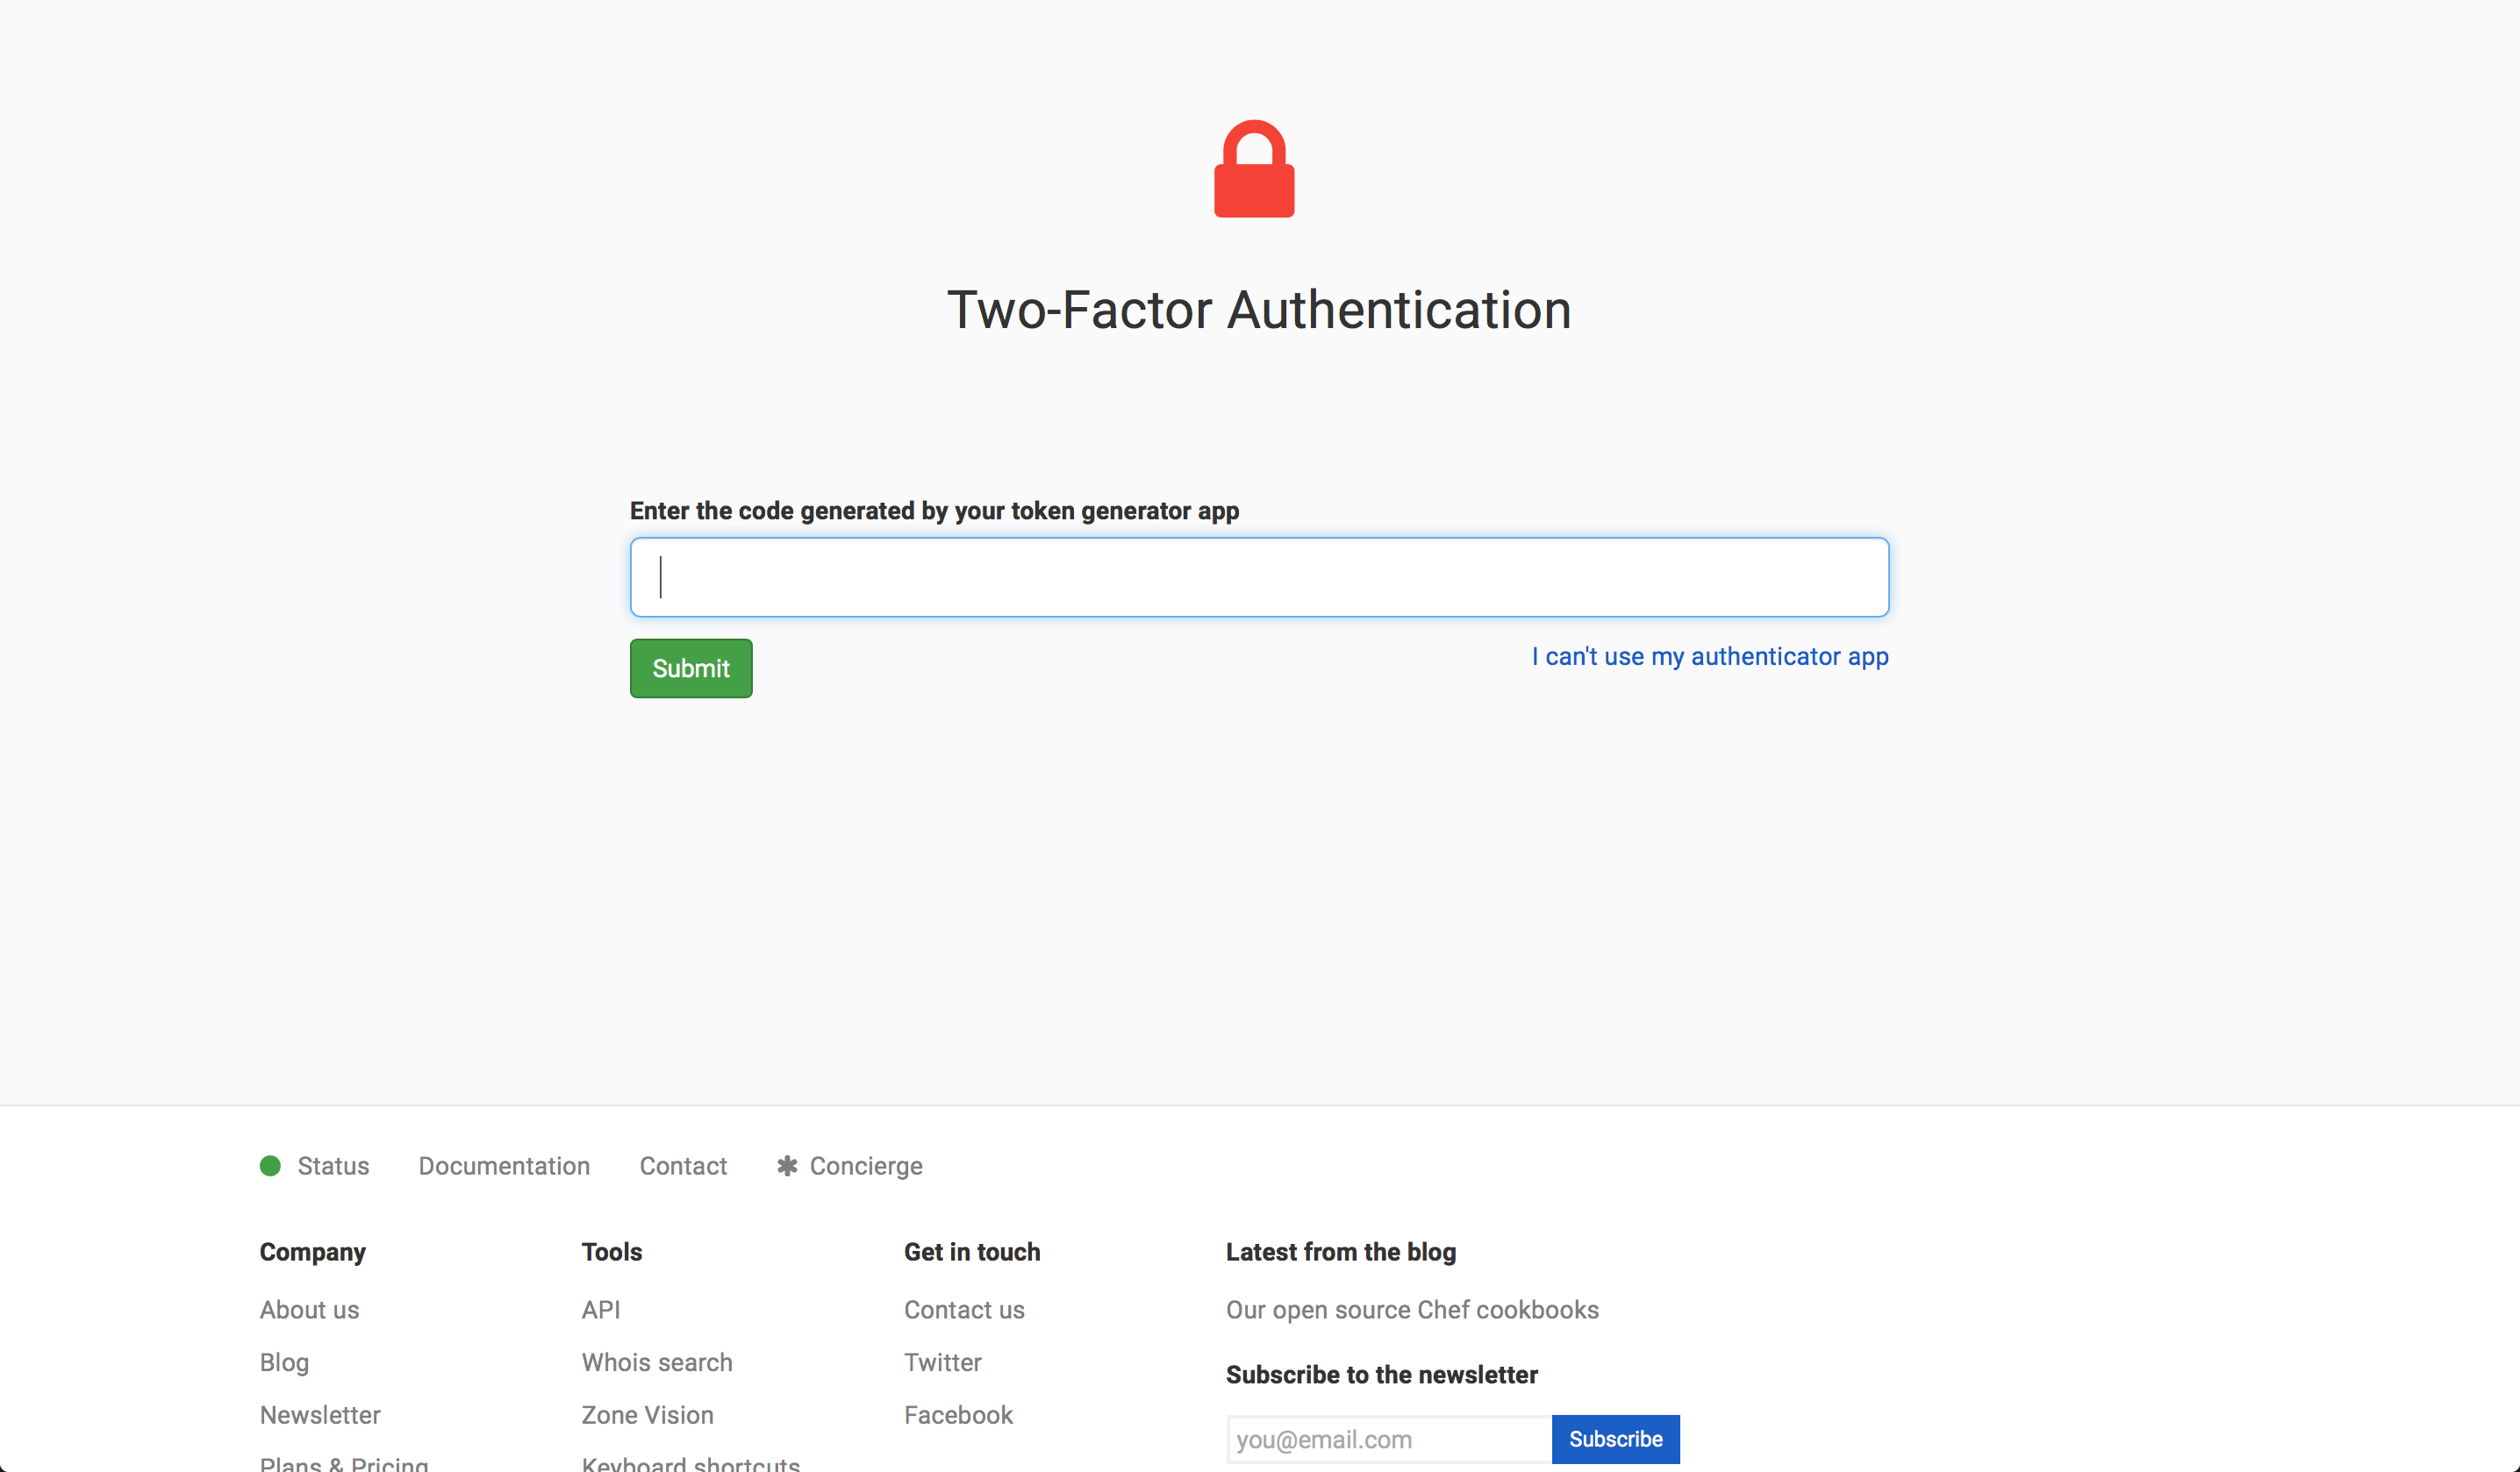 Two-Factor Authentication
Enter the code generated by your token generator app
Submit
I can't use my authenticator app
Status Documentation Contact Concierge
Company
About us
Blog
Newsletter
Plans & Pricing
Tools
API
Whois search
Zone Vision
Keyboard shortcuts
Get in touch
Contact us
Twitter
Facebook
Latest from the blog
Our open source Chef cookbooks
Subscribe to the newsletter
you@email.com Subscribe